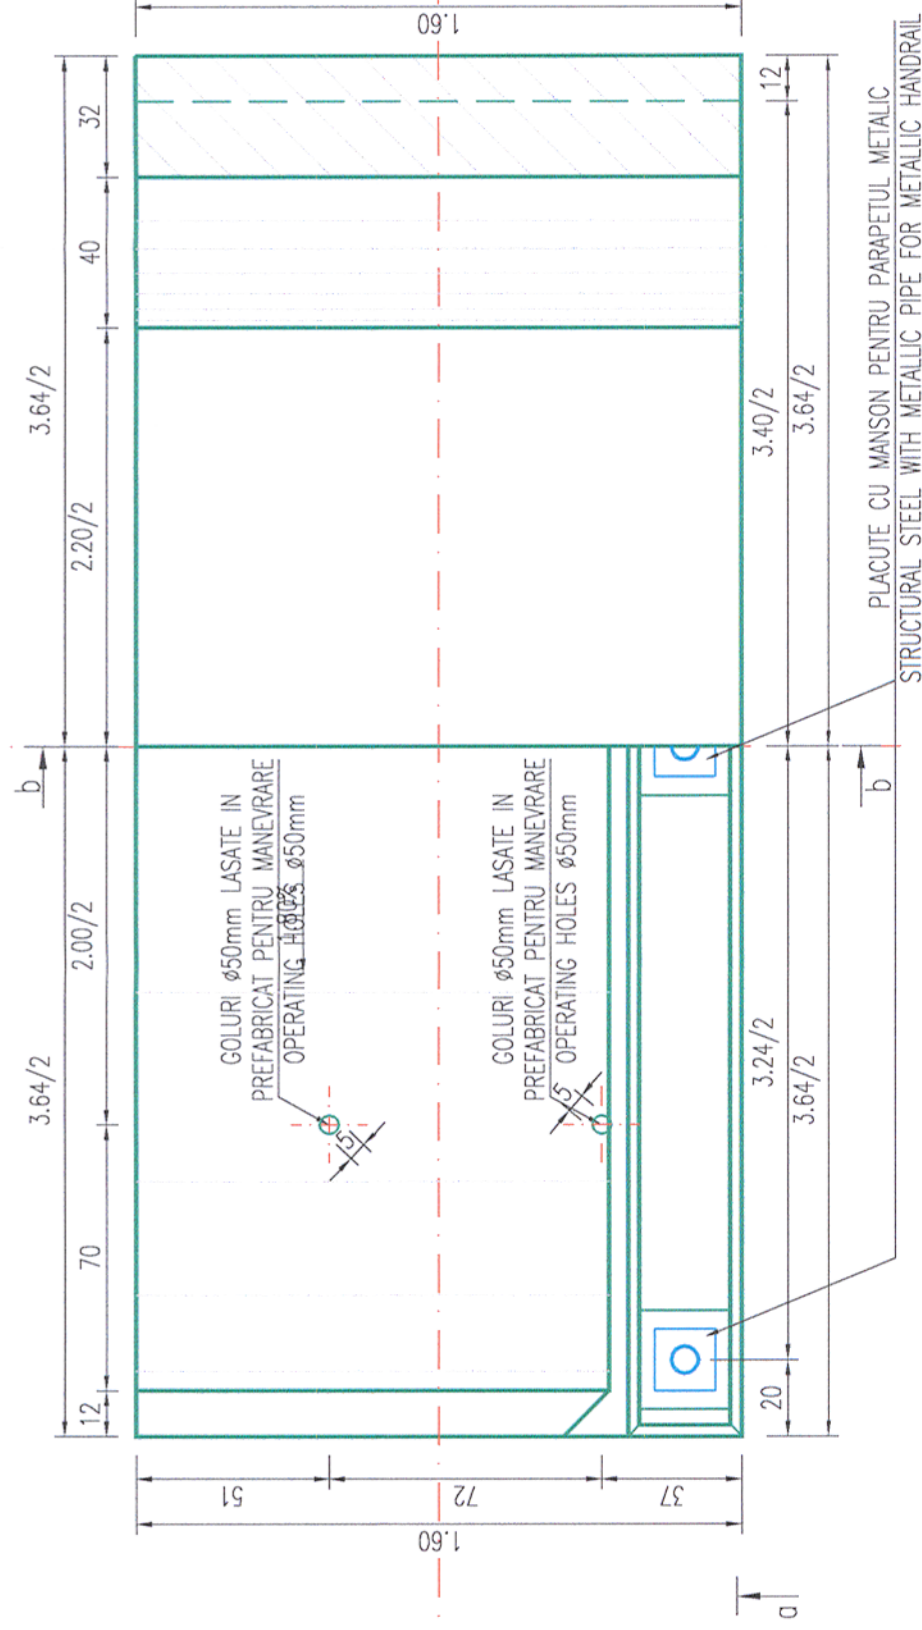 3.64/2
3.64/2
12
70
2.00/2
2.20/2
40
32
b
GOLURI ø50mm LASATE IN
PREFABRICAT PENTRU MANEVRARE
OPERATING HOLES ø50mm
5
GOLURI ø50mm LASATE IN
PREFABRICAT PENTRU MANEVRARE
OPERATING HOLES ø50mm
5
51
72
37
1.60
1.60
a
20
3.24/2
3.40/2
12
3.64/2
3.64/2
b
PLACUTE CU MANSON PENTRU PARAPETUL METALIC
STRUCTURAL STEEL WITH METALLIC PIPE FOR METALLIC HANDRAIL